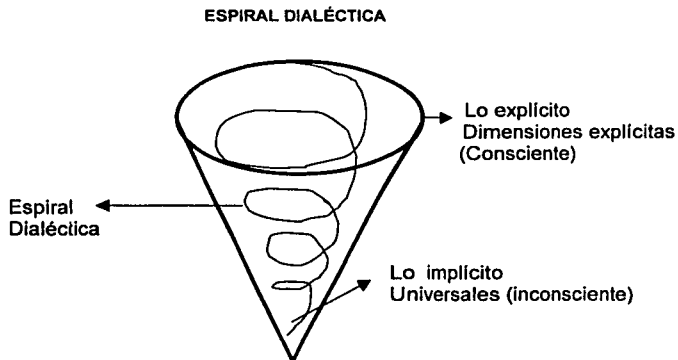 ESPIRAL DIALÉCTICA
Lo explícito
Dimensiones explícitas
(Consciente)
Espiral
Dialéctica
Lo implícito
Universales (inconsciente)